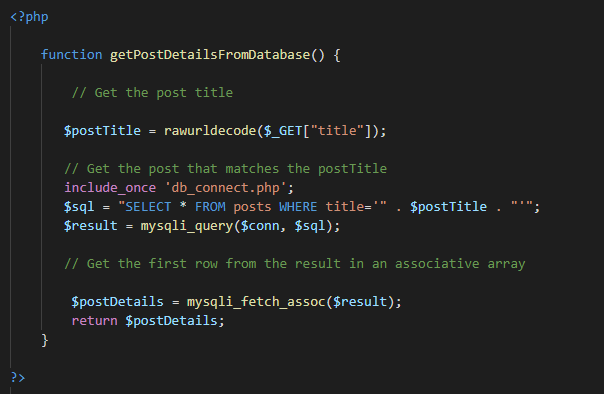 <?php
function getPostDetailsFromDatabase() {
// Get the post title
$postTitle = rawurldecode($_GET["title"]);
// Get the post that matches the postTitle
include_once 'db_connect.php';
$sql = "SELECT * FROM posts WHERE title='" . $postTitle . "'";
$result = mysqli_query($conn, $sql);
// Get the first row from the result in an associative array
$postDetails = mysqli_fetch_assoc($result);
return $postDetails;
}
?>